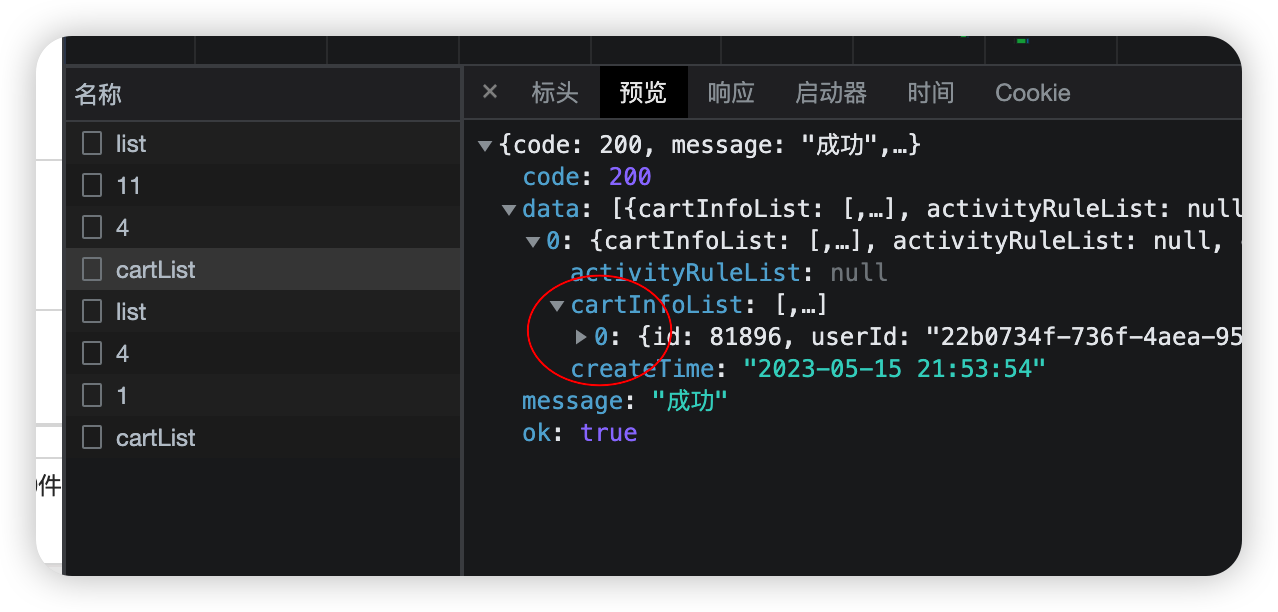 名称
list
11
4
cartList
list
4
1
cartList
件
× 标头 预览 响应 启动器 时间 Cookie
▼{code: 200, message: "成功",…}
code: 200
▼data: [{cartInfoList: [,…], activityRuleList: null
▼0: {cartInfoList: [,…], activityRuleList: null,
activityRuleList: null
▼cartInfoList: [,…]
▶0: {id: 81896, userId: "22b0734f-736f-4aea-95
createTime: "2023-05-15 21:53:54"
message: "成功"
ok: true